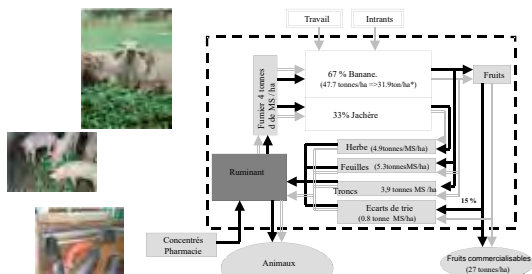 Travail
Intrants
Fumier 4 tonnes
d de MS / ha
67 % Banane.
(47.7 tonnes/ha =>31.9ton/ha*)
Fruits
33% Jachère
Herbe (4.9tonnes/MS/ha)
Feuilles (5.3tonnesMS/ha)
Ruminant
Troncs 3,9 tonnes MS /ha
Ecarts de trie
(0.8 tonne MS/ha)
15 %
Concentrés
Pharmacie
Animaux
Fruits commercialisables
(27 tonnes/ha)